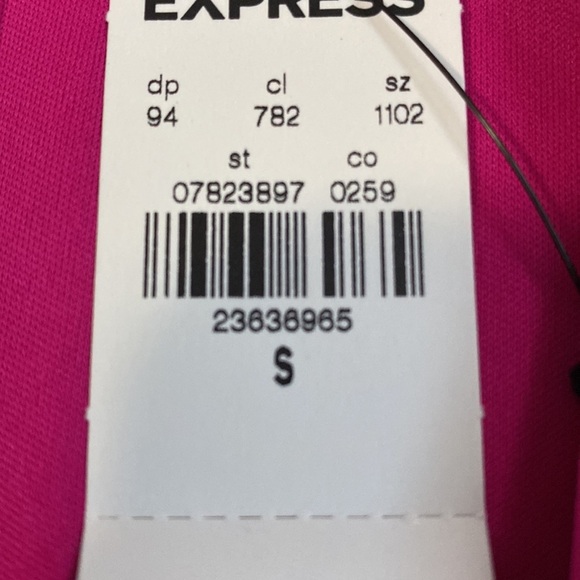 EXPRESS
dp cl sz
94 782 1102
st co
07823897 0259
23636965
S